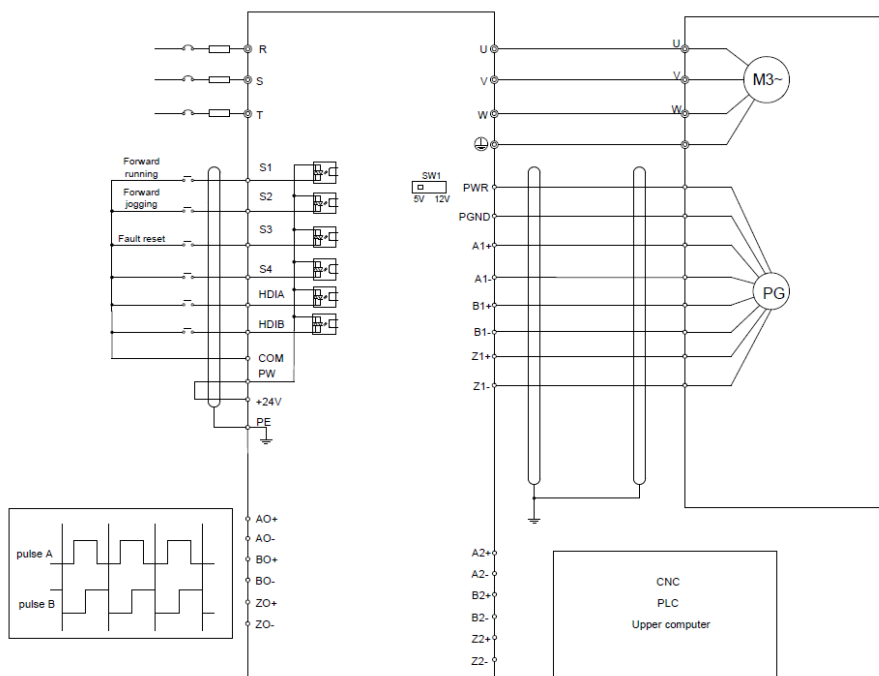 R
S
T
U
V
W
U
V
W
M3~
Forward
running
Forward
jogging
Fault reset
S1
S2
S3
S4
HDIA
HDIB
COM
PW
+24V
PE
SW1
5V 12V
PWR
PGND
A1+
A1-
B1+
B1-
Z1+
Z1-
PG
pulse A
pulse B
AO+
AO-
BO+
BO-
ZO+
ZO-
A2+
A2-
B2+
B2-
Z2+
Z2-
CNC
PLC
Upper computer